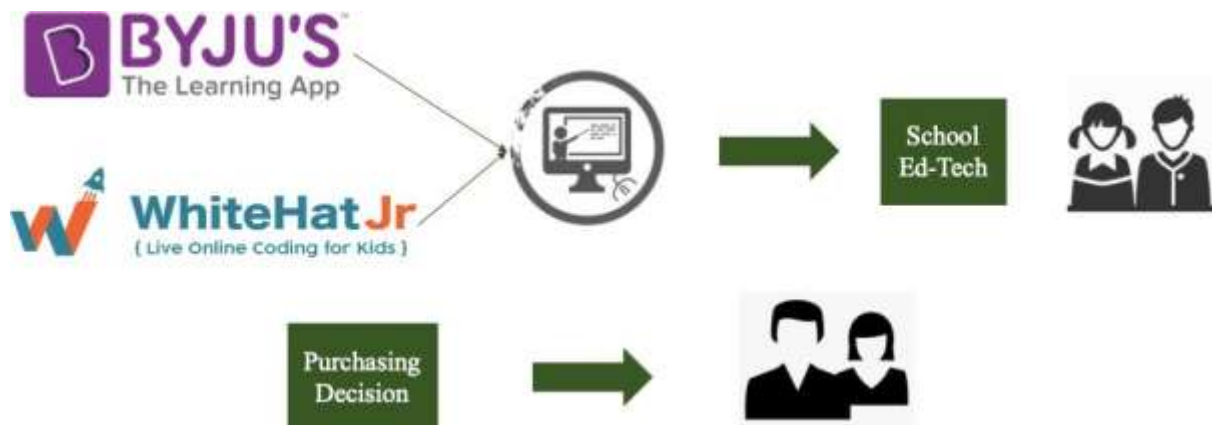 BYJU'S
The Learning App
WhiteHat Jr
{ Live Online Coding for Kids }
School
Ed-Tech
Purchasing
Decision